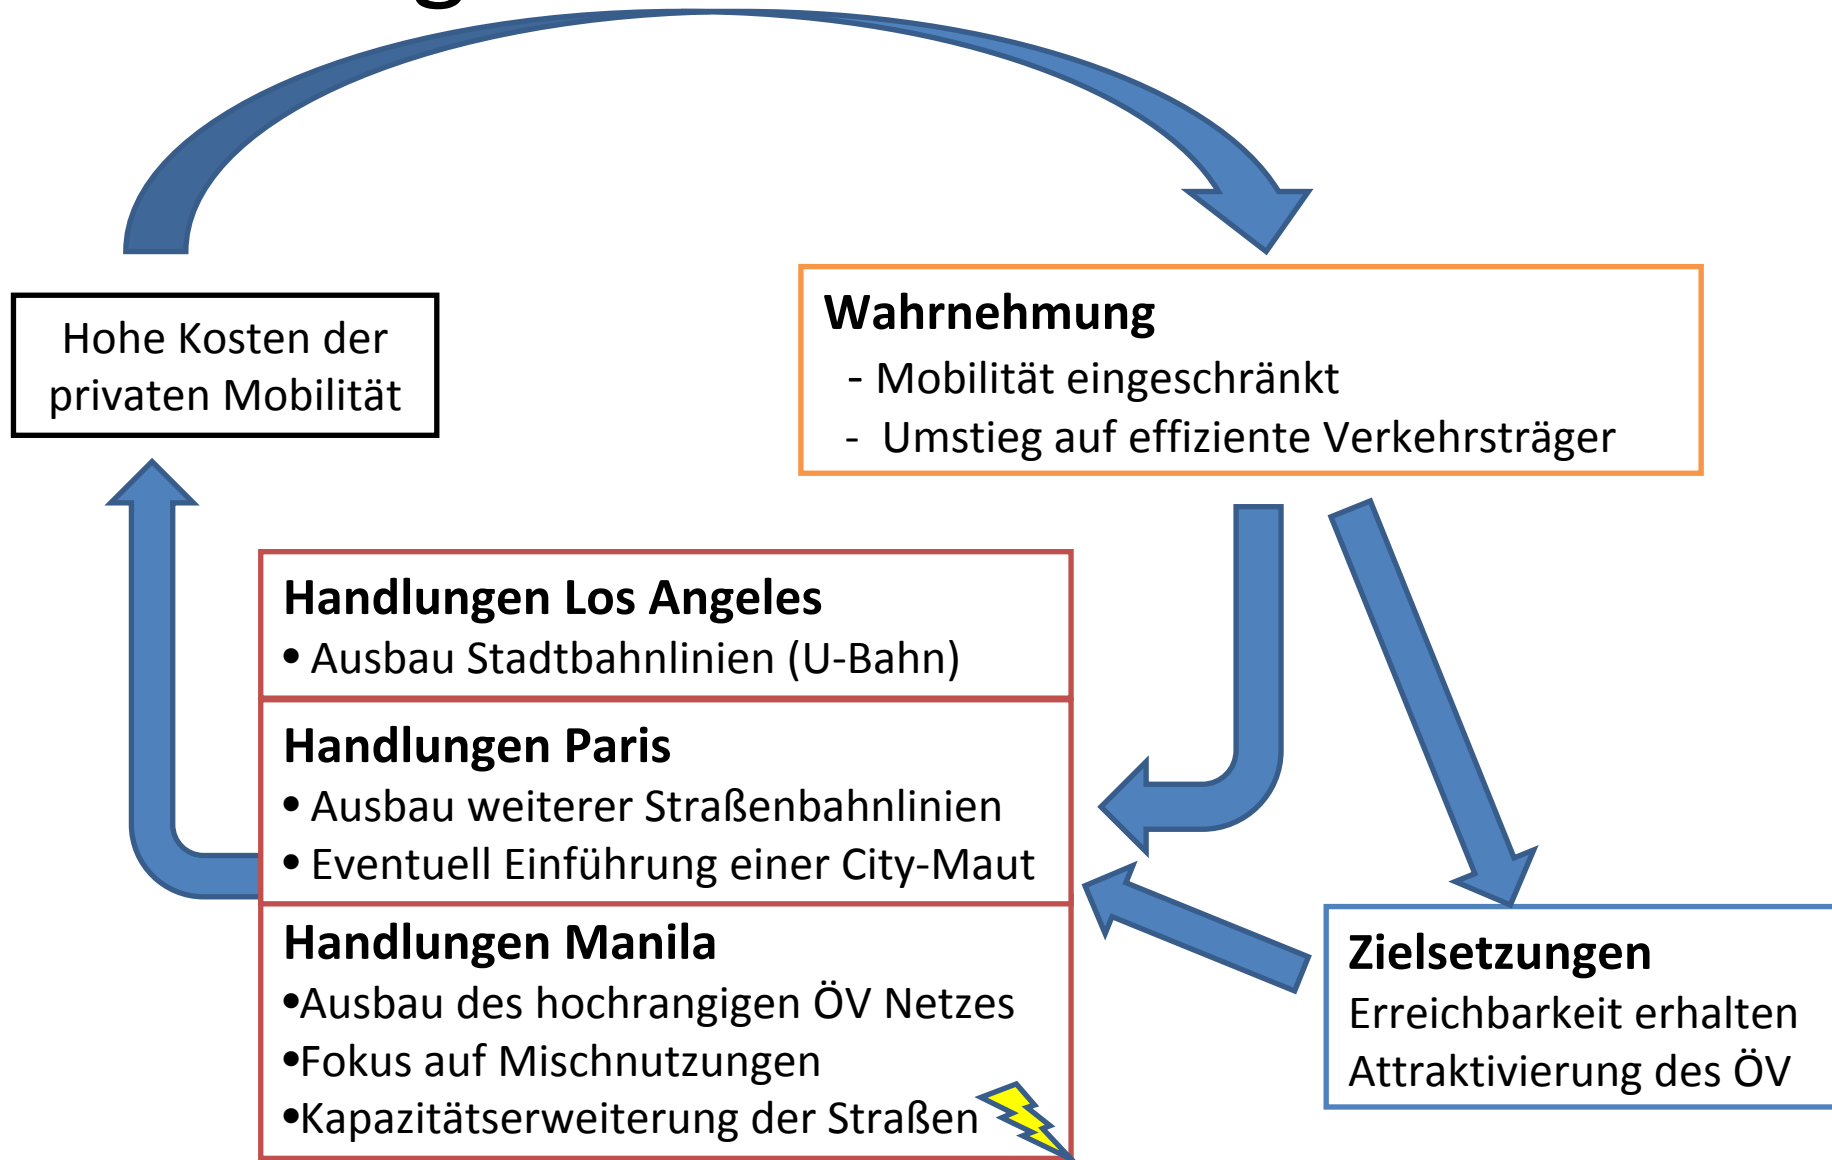 Hohe Kosten der
privaten Mobilität
Wahrnehmung
- Mobilität eingeschränkt
- Umstieg auf effiziente Verkehrsträger
Handlungen Los Angeles
• Ausbau Stadtbahnlinien (U-Bahn)
Handlungen Paris
• Ausbau weiterer Straßenbahnlinien
• Eventuell Einführung einer City-Maut
Handlungen Manila
•Ausbau des hochrangigen ÖV Netzes
•Fokus auf Mischnutzungen
•Kapazitätserweiterung der Straßen
Zielsetzungen
Erreichbarkeit erhalten
Attraktivierung des ÖV